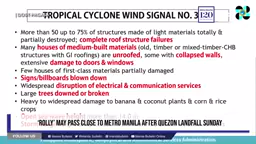 TROPICAL CYCLONE WIND SIGNAL NO. 3
• More than 50 up to 75% of structures made of light materials totally &
partially destroyed; complete roof structure failures
• Many houses of medium-built materials (old, timber or mixed-timber-CHB
structures with GI roofings) are unroofed, some with collapsed walls,
extensive damage to doors & windows
• Few houses of first-class materials partially damaged
• Signs/billboards blown down
• Widespread disruption of electrical & communication services
• Large trees downed or broken
• Heavy to widespread damage to banana & coconut plants & corn & rice
crops
'ROLLY' MAY PASS CLOSE TO METRO MANILA AFTER QUEZON LANDFALL SUNDAY
FOLLOW US